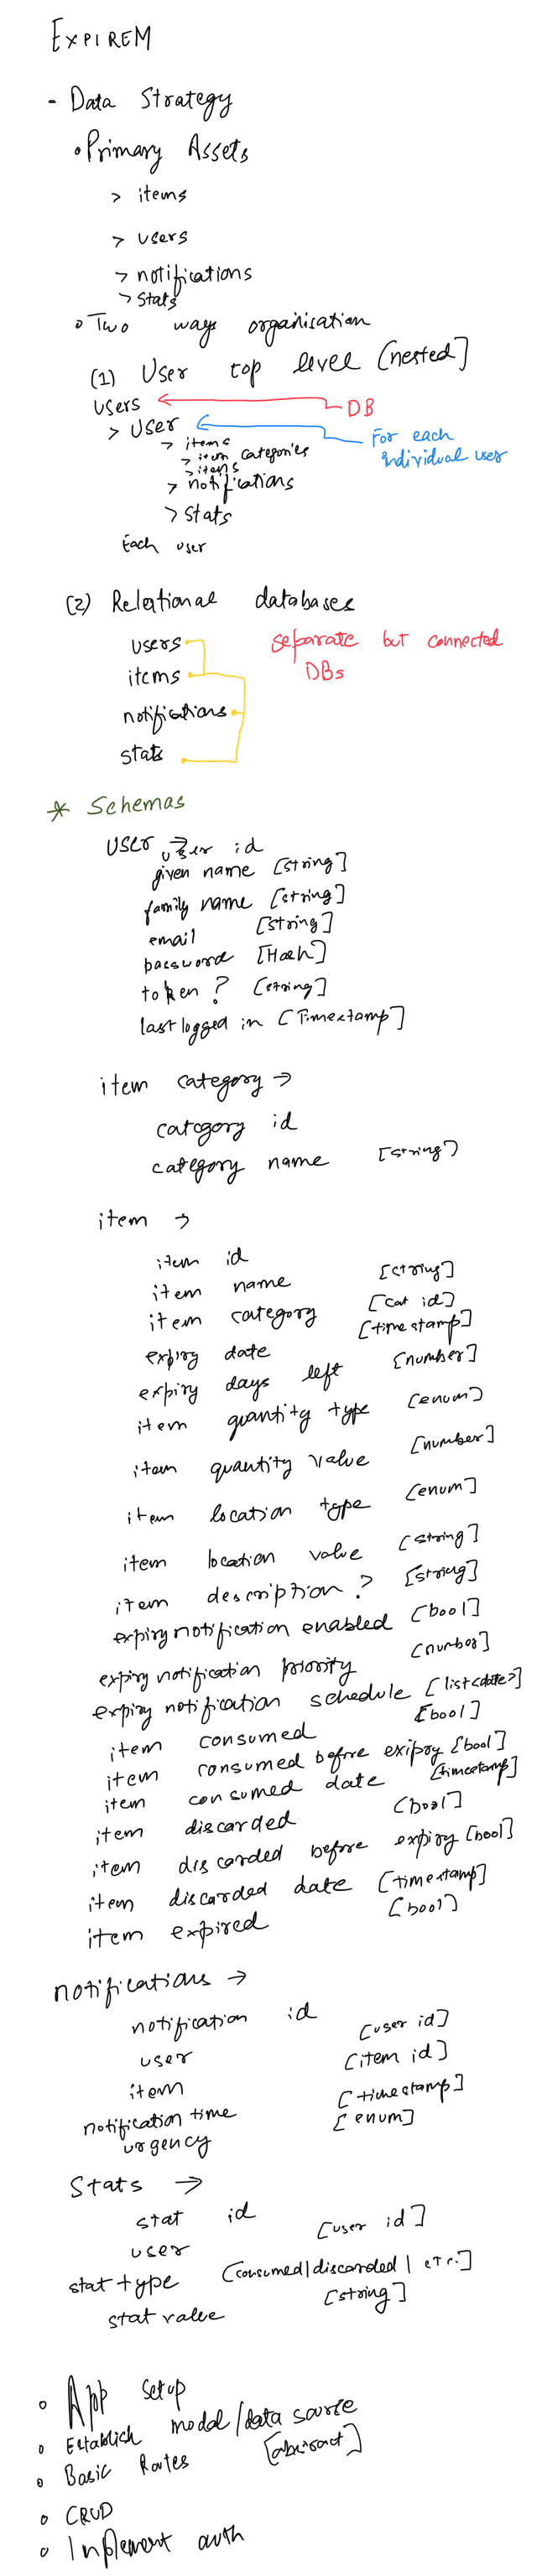 EXPIREM
- Data Strategy
• Primary Assets
> items
> users
> notifications
> stats
• Two ways organisation
(1) User top level [nested]
users
DB
> User
For each individual user
> items
> item categories
> items
> notifications
> stats
Each user
(2) Relational databases
users
separate but connected DBs
items
notifications
stats
* Schemas
User →
user id
given name [string]
family name [string]
email [string]
password [Hash]
token? [string]
last logged in [Timestamp]
item category →
category id
category name [string]
item →
item id
item name [string]
item category [cat id]
expiry date [timestamp]
expiry days left [number]
item quantity type [enum]
item quantity value [number]
item location type [enum]
item location value [string]
item description? [string]
expiry notification enabled [bool]
expiry notification priority [number]
expiry notification schedule [list<date>]
item consumed [bool]
item consumed before exipry [bool]
item consumed date [timestamp]
item discarded [bool]
item discarded before expiry [bool]
item discarded date [timestamp]
item expired [bool]
notifications →
notification id
user [user id]
item [item id]
notification time [timestamp]
urgency [enum]
Stats →
stat id
user [user id]
stat type [consumed|discarded| etc.]
stat value [string]
• App setup
• Establish model/data source [abstract]
• Basic Routes
• CRUD
• Implement auth